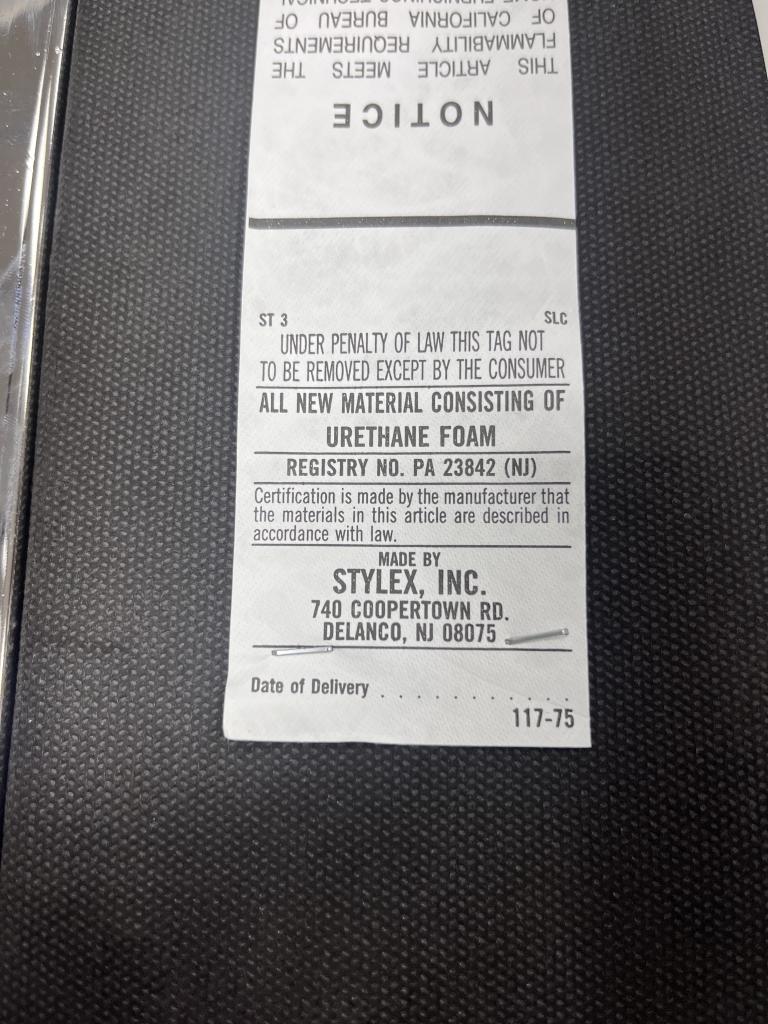 OF CALIFORNIA BUREAU OF
FLAMMABILITY REQUIREMENTS
THIS ARTICLE MEETS THE
NOTICE
ST 3 SLC
UNDER PENALTY OF LAW THIS TAG NOT
TO BE REMOVED EXCEPT BY THE CONSUMER
ALL NEW MATERIAL CONSISTING OF
URETHANE FOAM
REGISTRY NO. PA 23842 (NJ)
Certification is made by the manufacturer that
the materials in this article are described in
accordance with law.
MADE BY
STYLEX, INC.
740 COOPERTOWN RD.
DELANCO, NJ 08075
Date of Delivery . . . . . . . . . . .
117-75